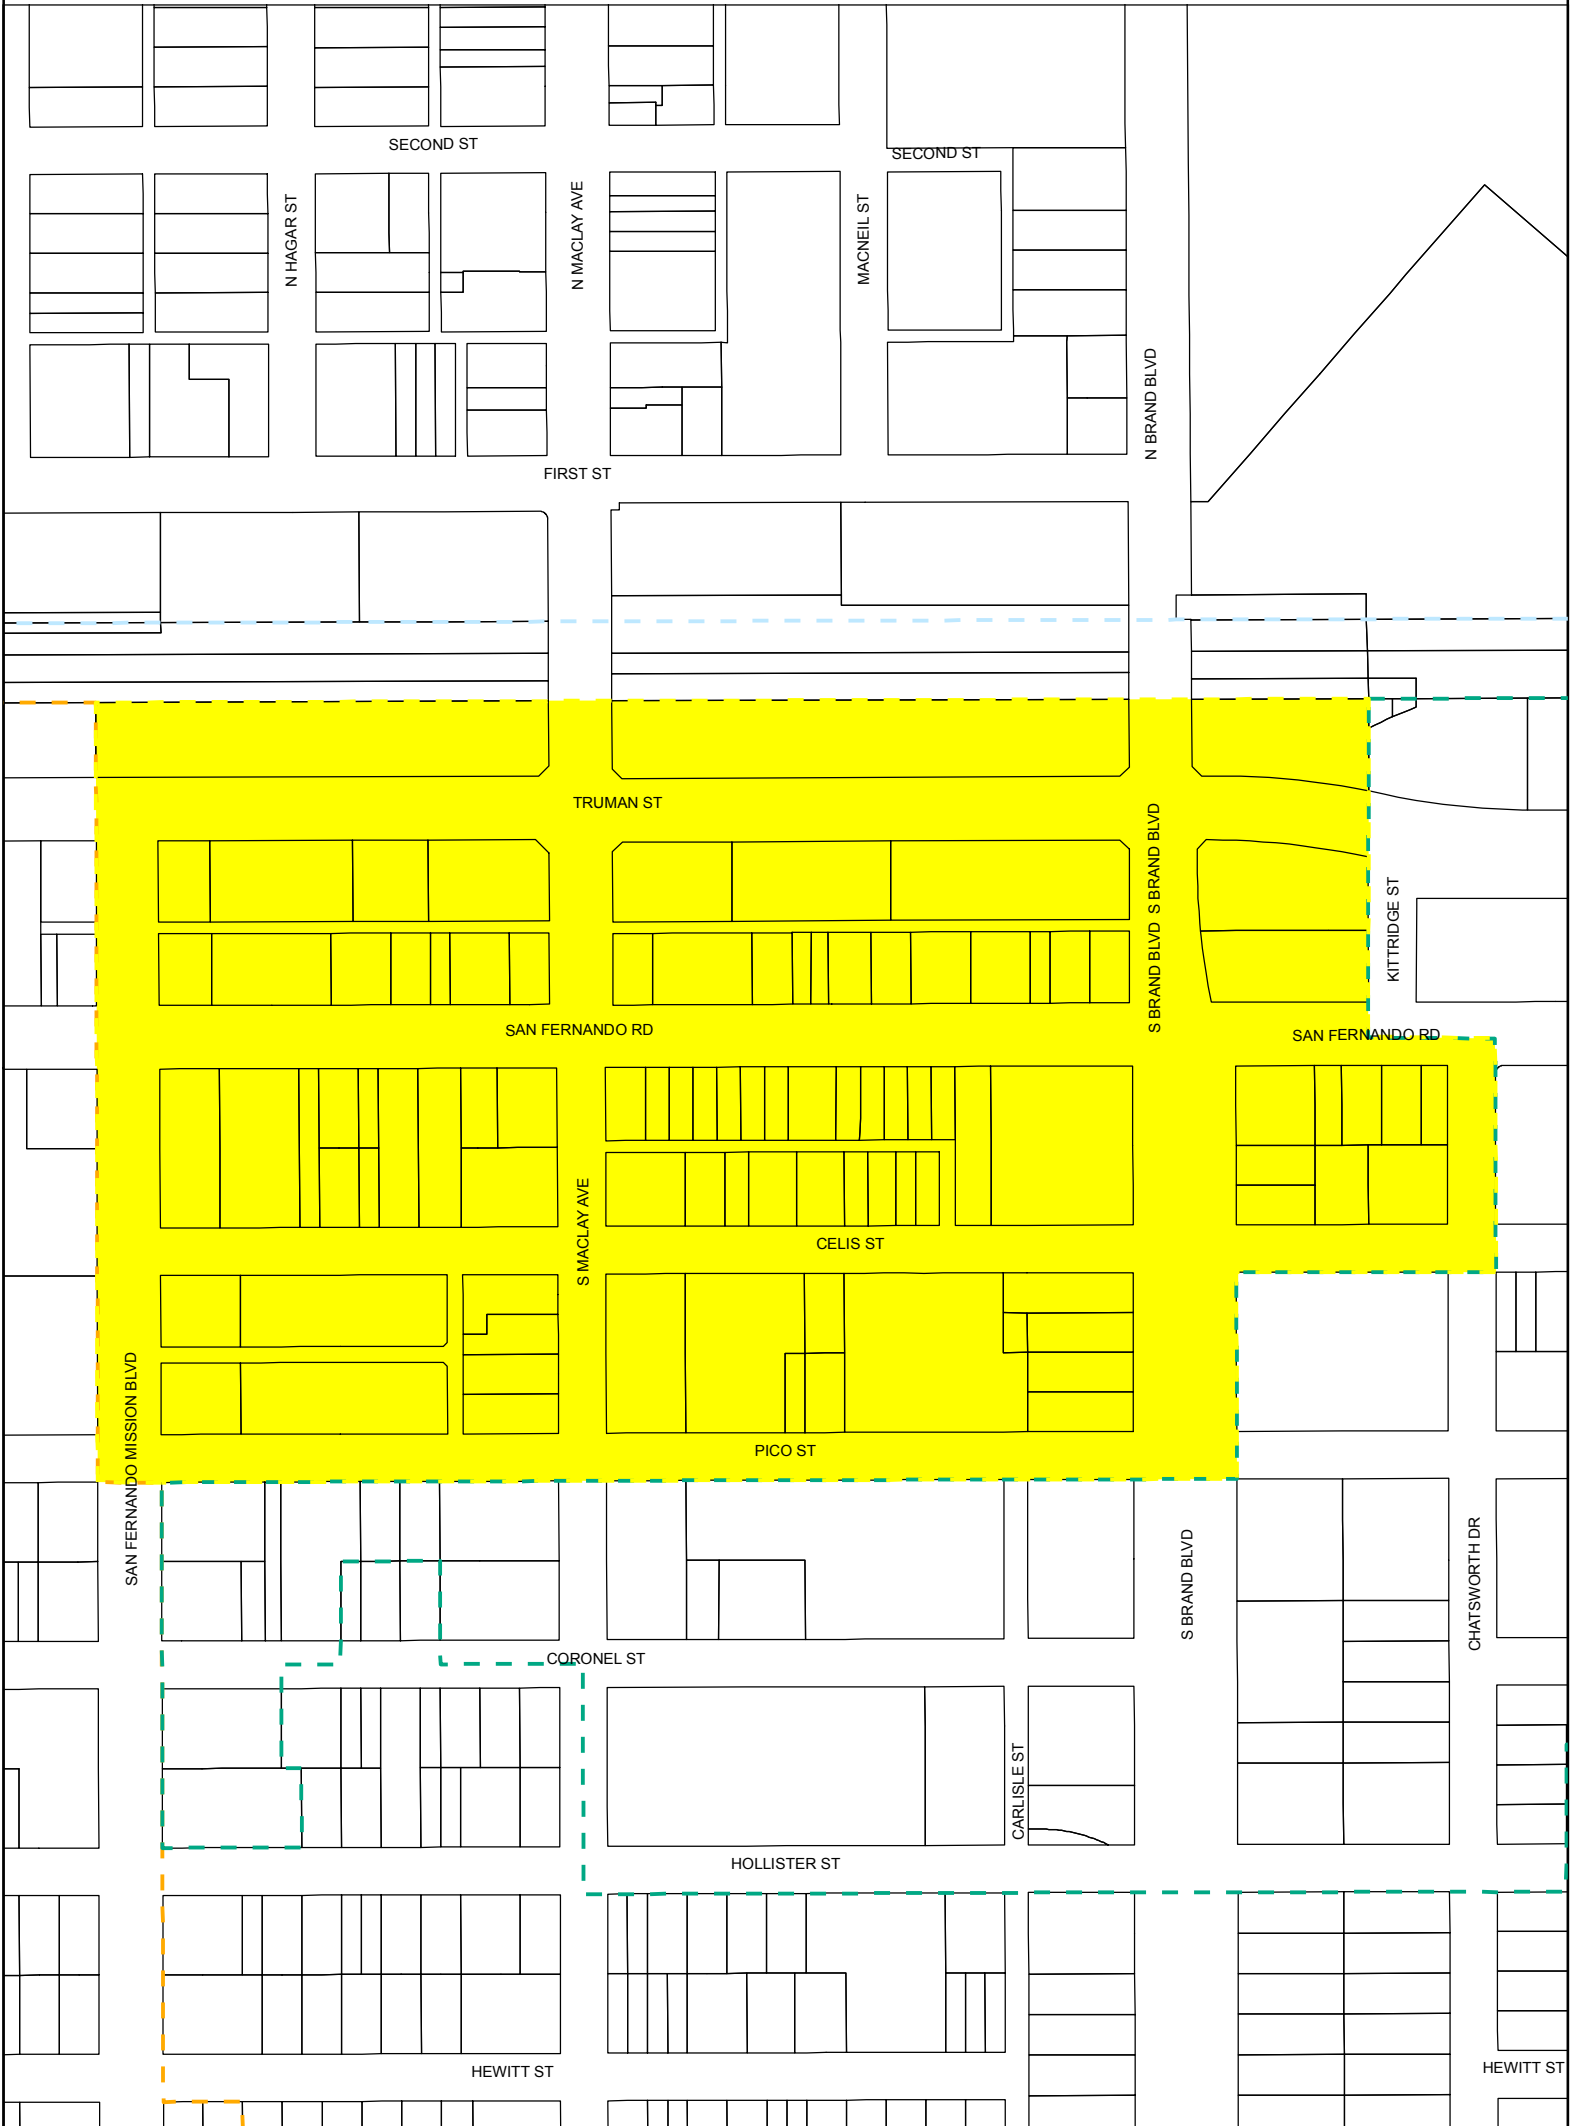 SECOND ST
SECOND ST
N HAGAR ST
N MACLAY AVE
MACNEIL ST
N BRAND BLVD
FIRST ST
TRUMAN ST
S BRAND BLVD
S BRAND BLVD
KITTRIDGE ST
SAN FERNANDO RD
SAN FERNANDO RD
S MACLAY AVE
CELIS ST
SAN FERNANDO MISSION BLVD
PICO ST
S BRAND BLVD
CHATSWORTH DR
CORONEL ST
CARLISLE ST
HOLLISTER ST
HEWITT ST
HEWITT ST